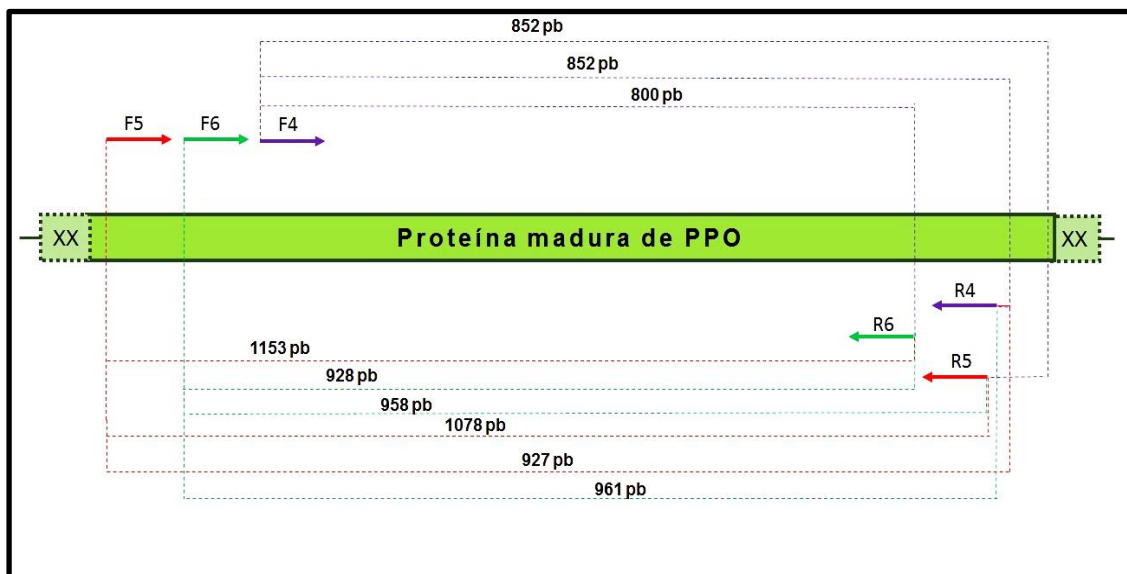 852 pb
852 pb
800 pb
F5 F6 F4
XX Proteína madura de PPO XX
R4
R6
1153 pb
R5
928 pb
958 pb
1078 pb
927 pb
961 pb